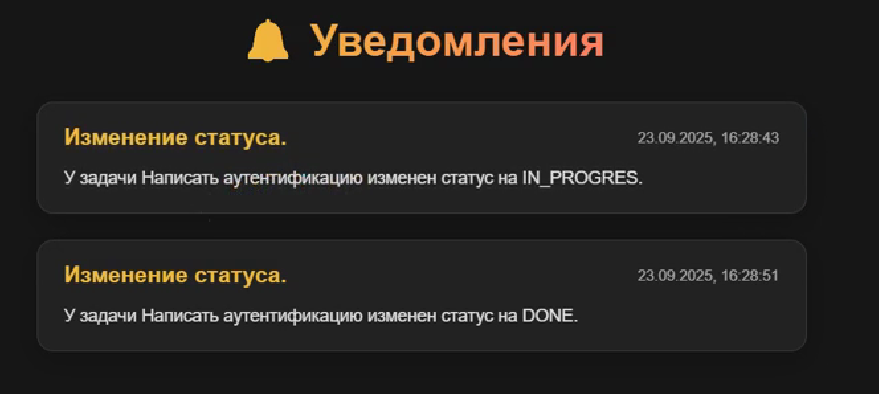 Уведомления
Изменение статуса. 23.09.2025, 16:28:43
У задачи Написать аутентификацию изменен статус на IN_PROGRES.
Изменение статуса. 23.09.2025, 16:28:51
У задачи Написать аутентификацию изменен статус на DONE.